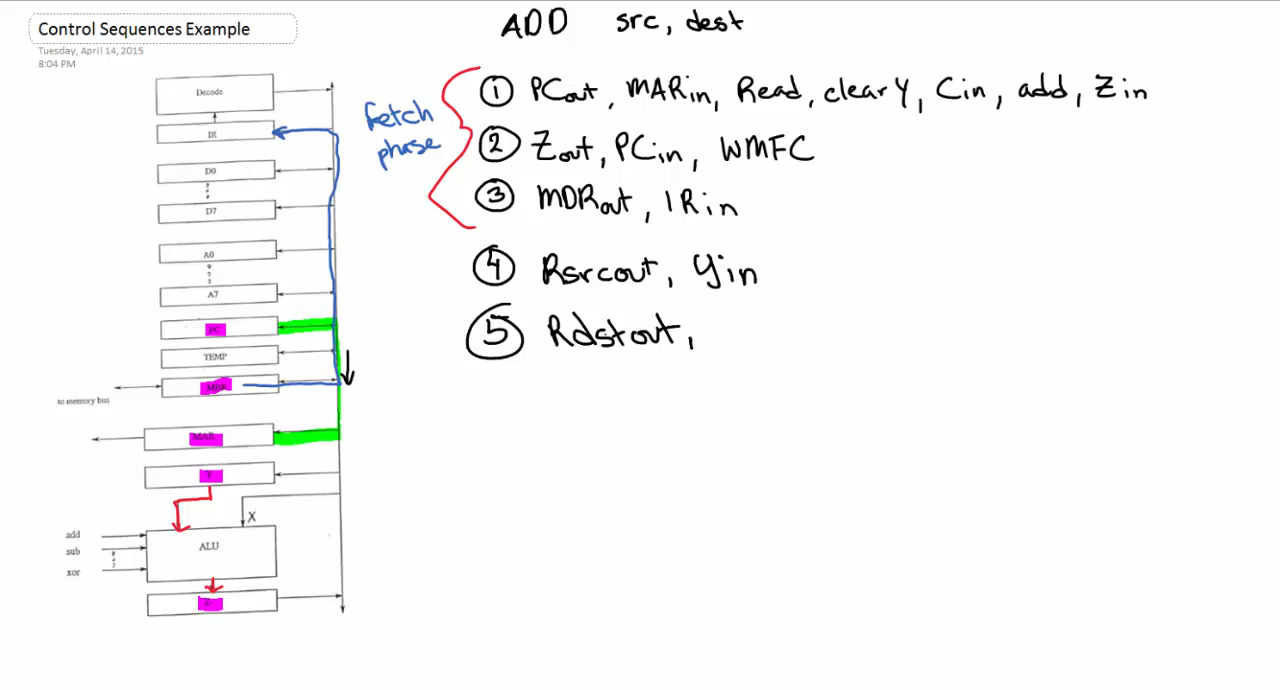 Control Sequences Example
Tuesday, April 14, 2015
8:04 PM
ADD src, dest
① PCout, MARin, Read, clear Y, Cin, add, Zin
② Zout, PCin, WMFC
③ MDRout, IRin
④ Rsrcout, Yin
⑤ Rdstout,
fetch
phase
Decode
IR
D0
D7
A0
A7
PC
TEMP
MDR
to memory bus
MAR
Y
X
add
sub
xor
ALU
Z